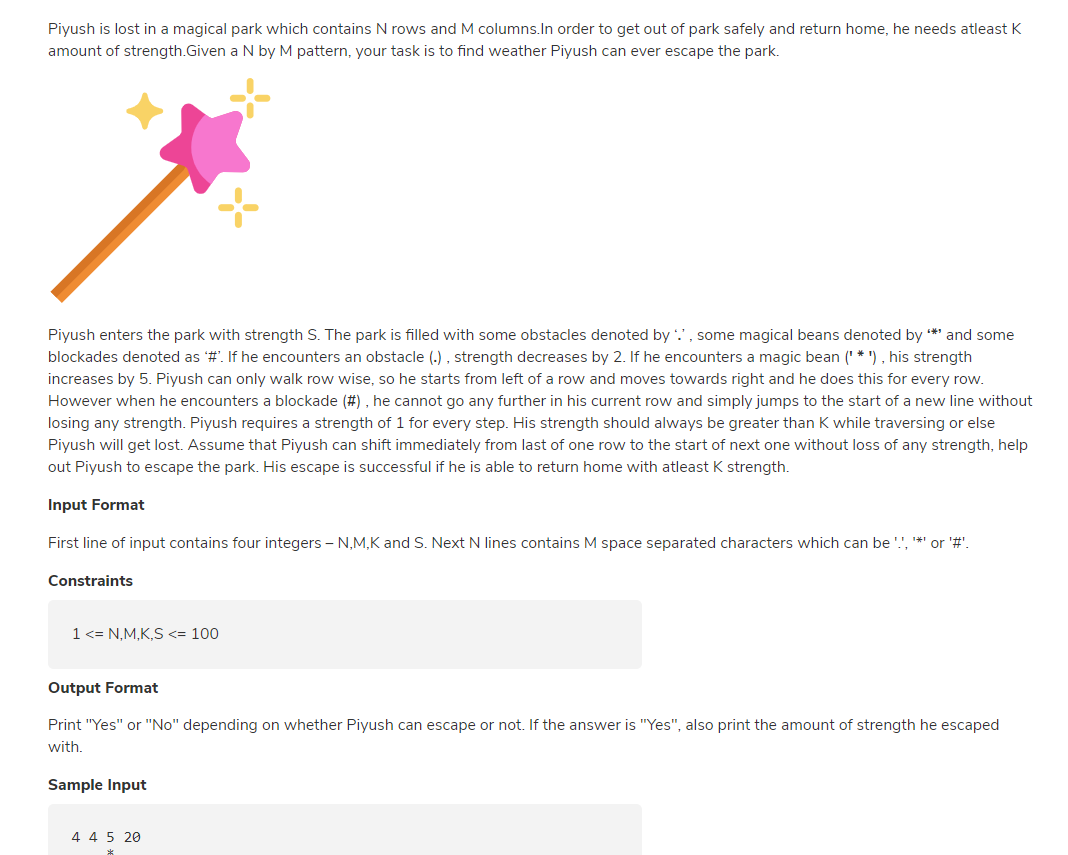 Piyush is lost in a magical park which contains N rows and M columns.In order to get out of park safely and return home, he needs atleast K
amount of strength.Given a N by M pattern, your task is to find weather Piyush can ever escape the park.
Piyush enters the park with strength S. The park is filled with some obstacles denoted by ‘.’ , some magical beans denoted by ‘*’ and some
blockades denoted as ‘#’. If he encounters an obstacle (.) , strength decreases by 2. If he encounters a magic bean (' * ') , his strength
increases by 5. Piyush can only walk row wise, so he starts from left of a row and moves towards right and he does this for every row.
However when he encounters a blockade (#) , he cannot go any further in his current row and simply jumps to the start of a new line without
losing any strength. Piyush requires a strength of 1 for every step. His strength should always be greater than K while traversing or else
Piyush will get lost. Assume that Piyush can shift immediately from last of one row to the start of next one without loss of any strength, help
out Piyush to escape the park. His escape is successful if he is able to return home with atleast K strength.
Input Format
First line of input contains four integers – N,M,K and S. Next N lines contains M space separated characters which can be '.', '*' or '#'.
Constraints
1 <= N,M,K,S <= 100
Output Format
Print "Yes" or "No" depending on whether Piyush can escape or not. If the answer is "Yes", also print the amount of strength he escaped
with.
Sample Input
4 4 5 20
*